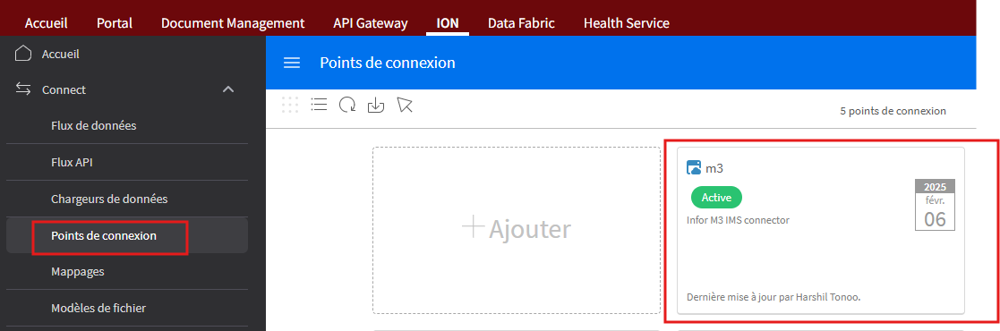 Accueil Portal Document Management API Gateway ION Data Fabric Health Service
Accueil
Connect
Flux de données
Flux API
Chargeurs de données
Points de connexion
Mappages
Modèles de fichier
Points de connexion
5 points de connexion
Ajouter
m3
Active
Infor M3 IMS connector
2025
févr.
06
Dernière mise à jour par Harshil Tonoo.